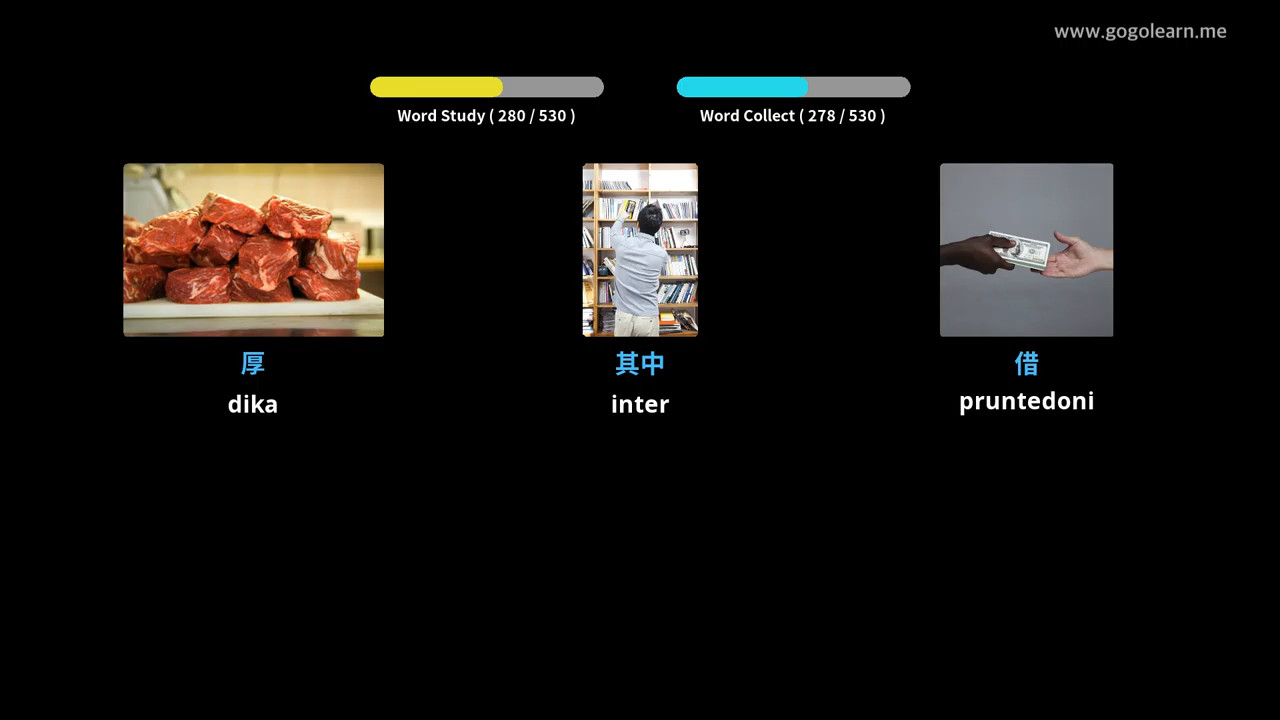 www.gogolearn.me
Word Study ( 280 / 530 )
Word Collect ( 278 / 530 )
厚
其中
借
dika
inter
pruntedoni